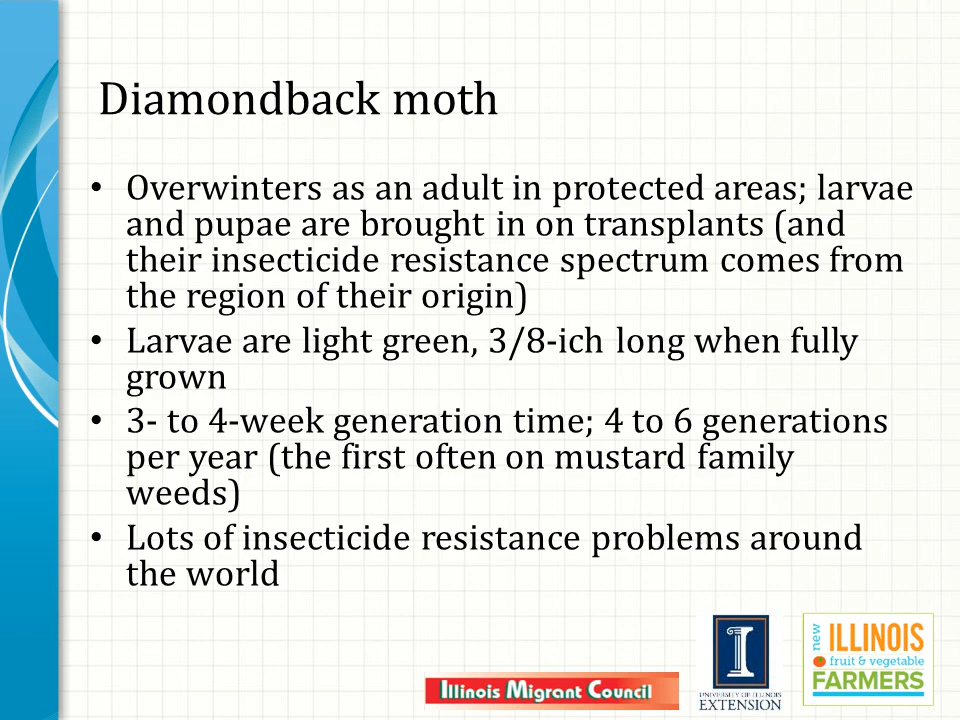 Diamondback moth
• Overwinters as an adult in protected areas; larvae
and pupae are brought in on transplants (and
their insecticide resistance spectrum comes from
the region of their origin)
• Larvae are light green, 3/8-ich long when fully
grown
• 3- to 4-week generation time; 4 to 6 generations
per year (the first often on mustard family
weeds)
• Lots of insecticide resistance problems around
the world
Illinois Migrant Council
I
UNIVERSITY OF ILLINOIS
EXTENSION
new
ILLINOIS
fruit & vegetable
FARMERS